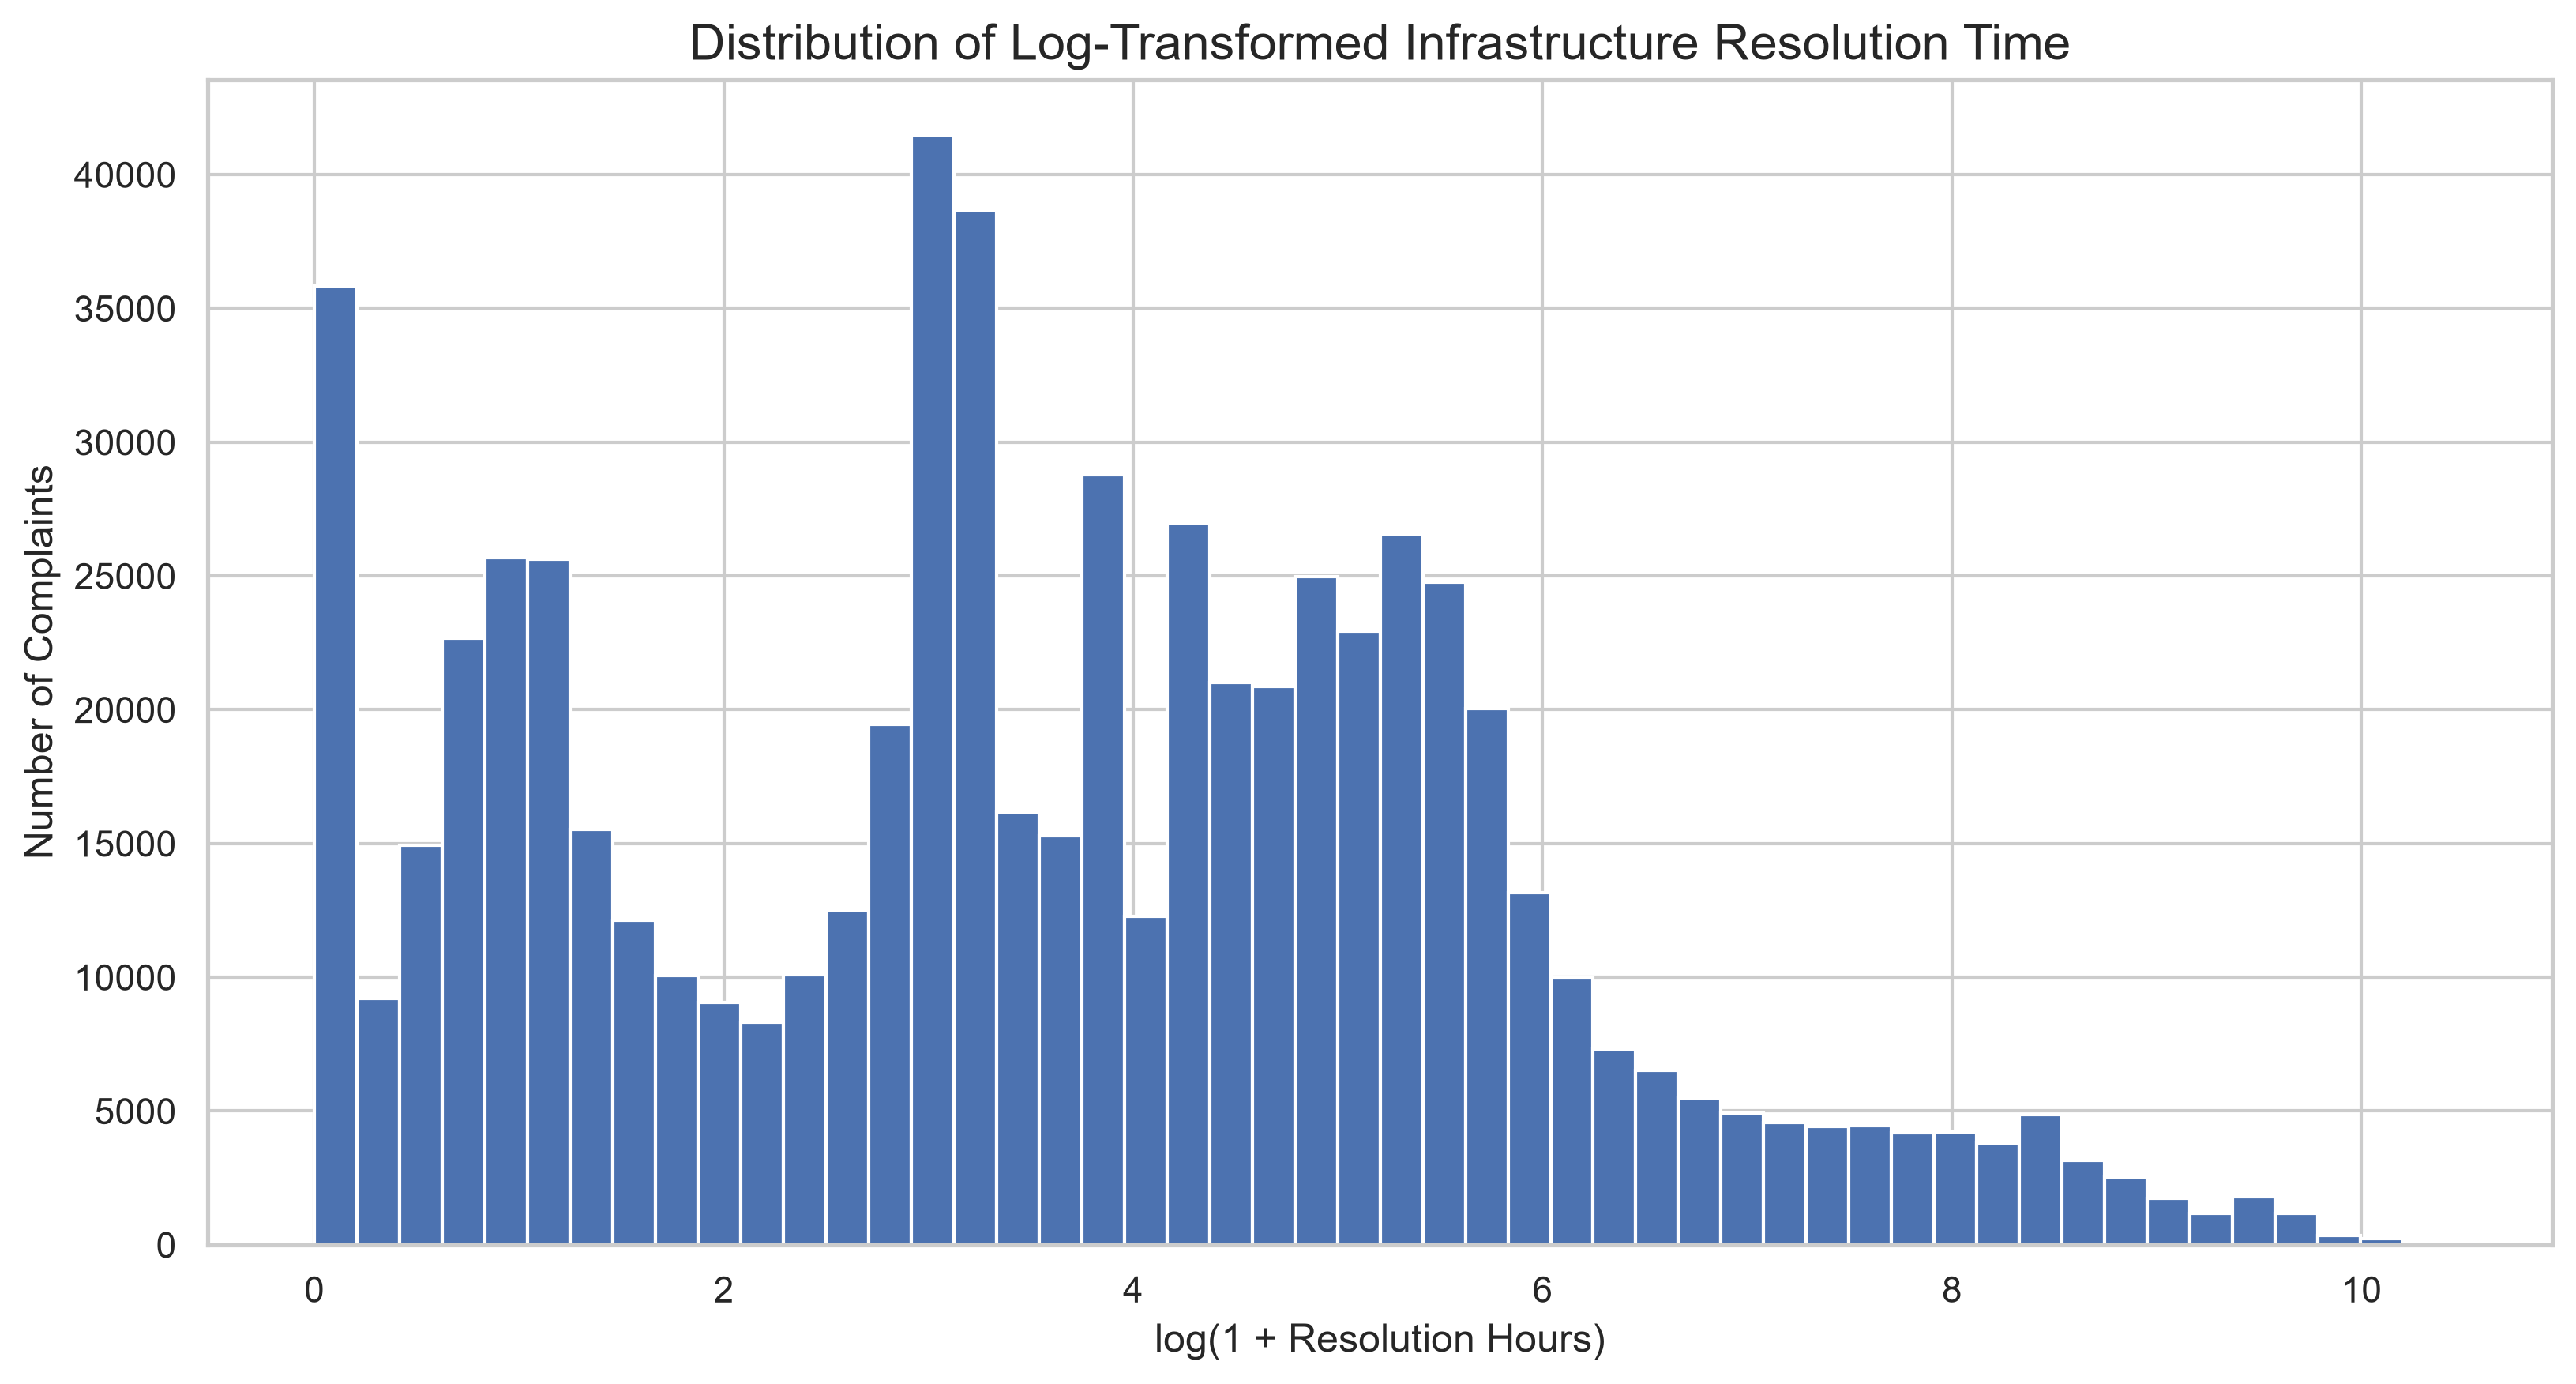 Distribution of Log-Transformed Infrastructure Resolution Time
Number of Complaints
40000
35000
30000
25000
20000
15000
10000
5000
0
0 2 4 6 8 10
log(1 + Resolution Hours)